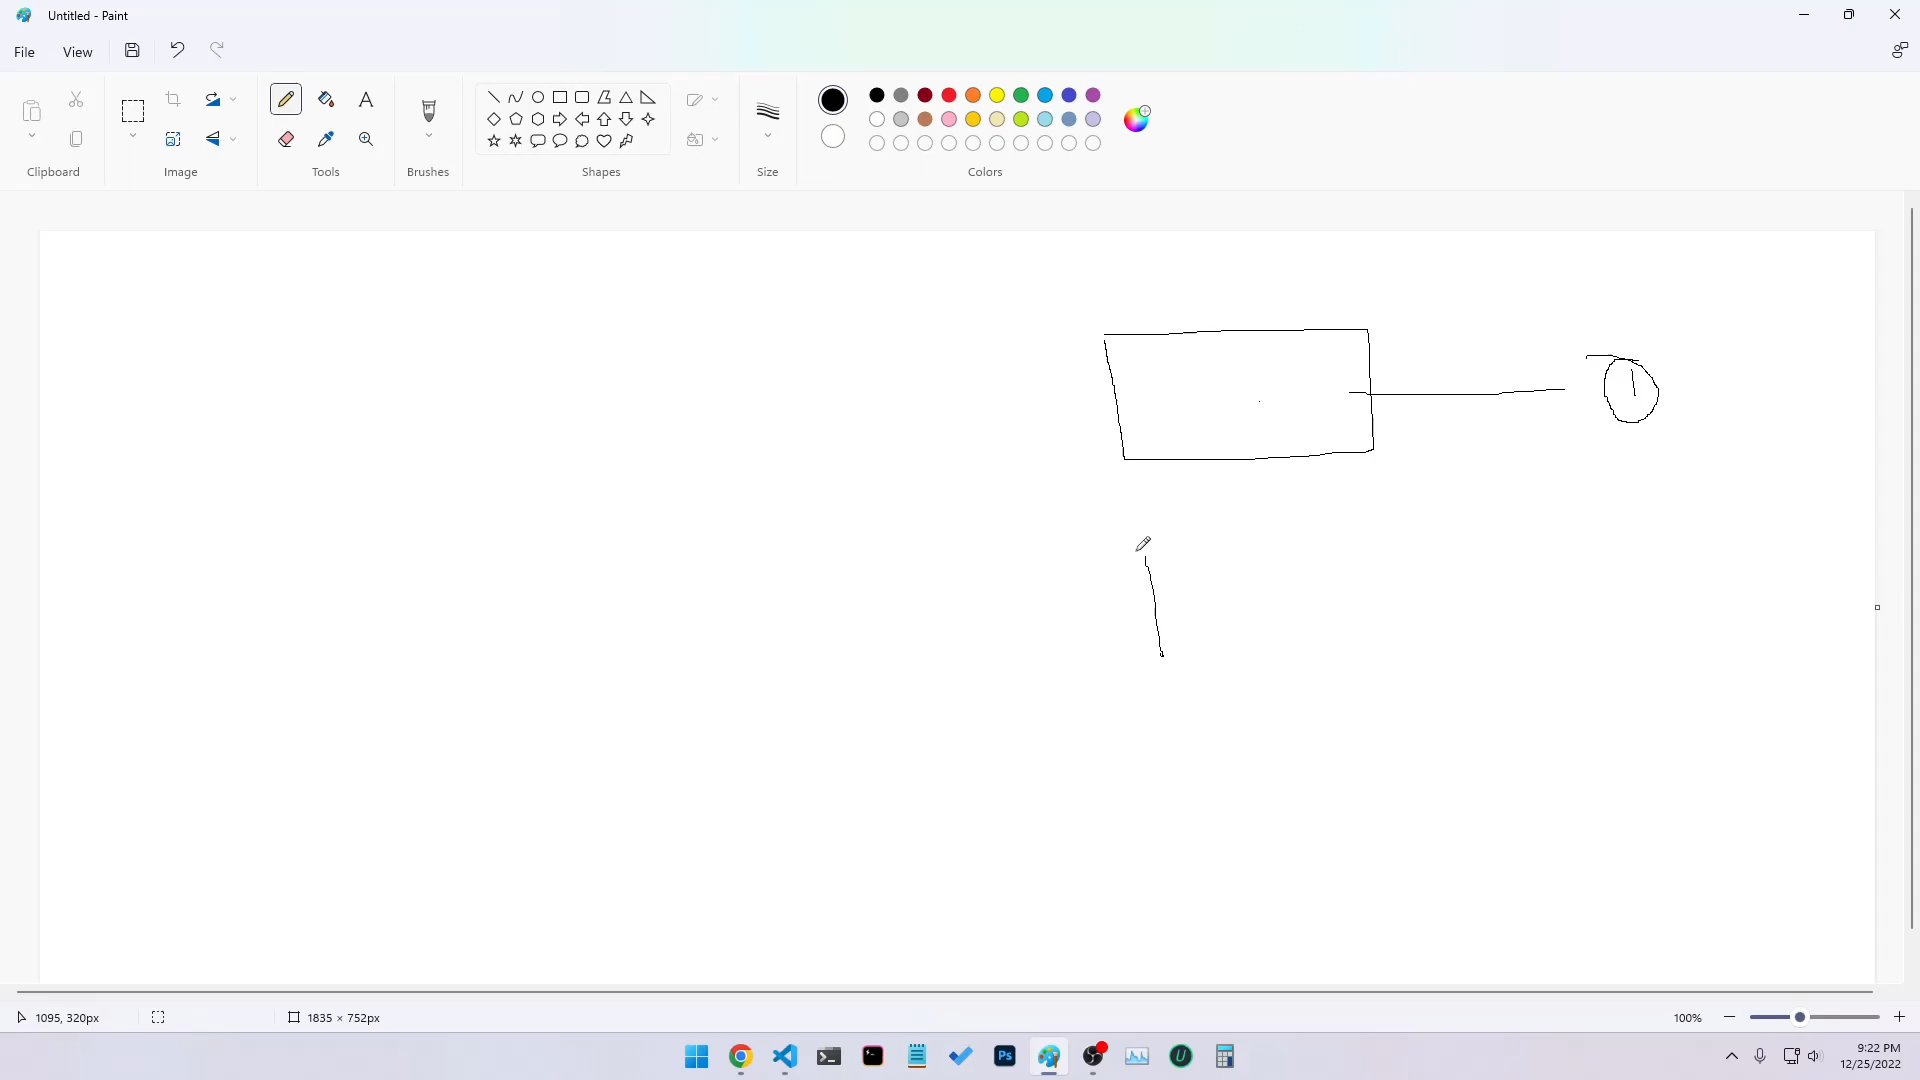 Untitled - Paint
File View
Clipboard Image Tools Brushes Shapes Size Colors
1095, 320px 1835 × 752px 100%
Ps U
9:22 PM
12/25/2022